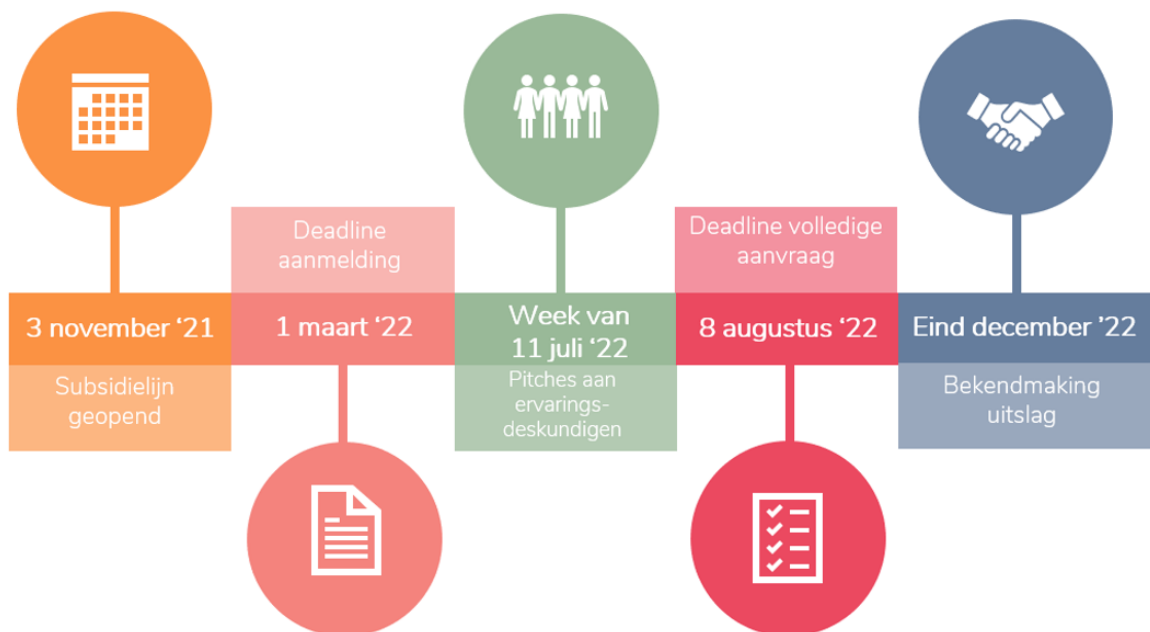 3 november ‘21
Subsidielijn
geopend
Deadline
aanmelding
1 maart ‘22
Week van
11 juli ‘22
Pitches aan
ervarings-
deskundigen
Deadline volledige
aanvraag
8 augustus ‘22
Eind december ’22
Bekendmaking
uitslag